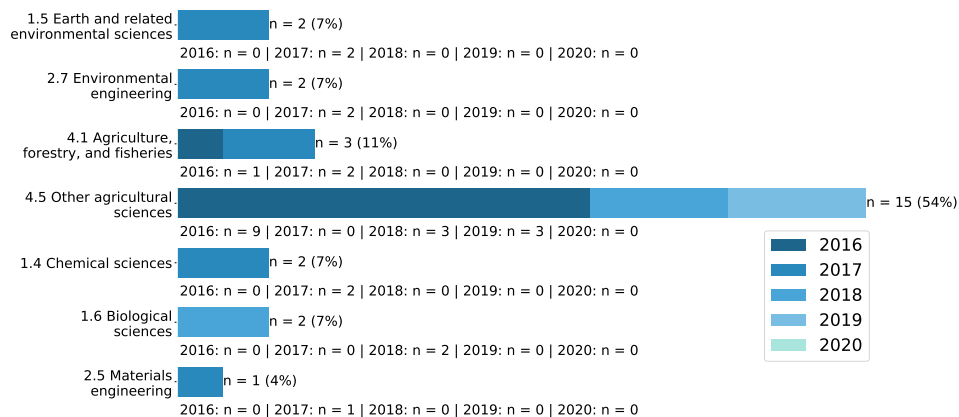 1.5 Earth and related
environmental sciences
n = 2 (7%)
2016: n = 0 | 2017: n = 2 | 2018: n = 0 | 2019: n = 0 | 2020: n = 0
2.7 Environmental
engineering
n = 2 (7%)
2016: n = 0 | 2017: n = 2 | 2018: n = 0 | 2019: n = 0 | 2020: n = 0
4.1 Agriculture,
forestry, and fisheries
n = 3 (11%)
2016: n = 1 | 2017: n = 2 | 2018: n = 0 | 2019: n = 0 | 2020: n = 0
4.5 Other agricultural
sciences
n = 15 (54%)
2016: n = 9 | 2017: n = 0 | 2018: n = 3 | 2019: n = 3 | 2020: n = 0
1.4 Chemical sciences
n = 2 (7%)
2016: n = 0 | 2017: n = 2 | 2018: n = 0 | 2019: n = 0 | 2020: n = 0
1.6 Biological
sciences
n = 2 (7%)
2016: n = 0 | 2017: n = 0 | 2018: n = 2 | 2019: n = 0 | 2020: n = 0
2.5 Materials
engineering
n = 1 (4%)
2016: n = 0 | 2017: n = 1 | 2018: n = 0 | 2019: n = 0 | 2020: n = 0
2016
2017
2018
2019
2020